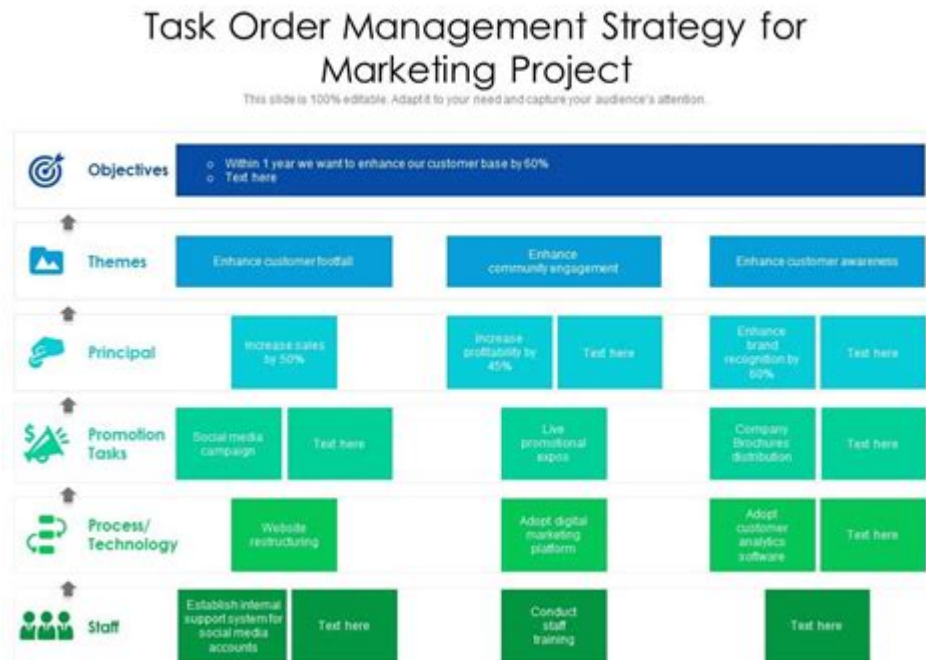 Task Order Management Strategy for
Marketing Project
This slide is 100% editable. Adapt it to your need and capture your audience's attention.
Objectives
Within 1 year we want to enhance our customer base by 60%
Text here
Themes
Enhance customer footfall
Enhance
community engagement
Enhance customer awareness
Principal
Increase sales
by 50%
Increase
profitability by
45%
Text here
Enhance
brand
recognition by
60%
Text here
Promotion
Tasks
Social media
campaign
Text here
Live
promotional
expos
Company
Brochures
distribution
Text here
Process/
Technology
Website
restructuring
Adopt digital
marketing
platform
Adopt
customer
analytics
software
Text here
Staff
Establish internal
support system for
social media
accounts
Text here
Conduct
staff
training
Text here